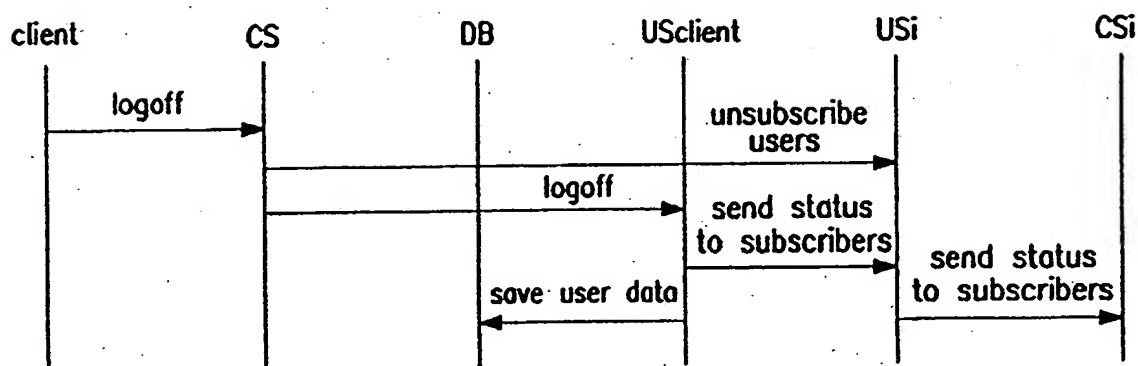 client CS DB USclient USi CSi
logoff
unsubscribe
users
logoff
send status
to subscribers
send status
to subscribers
save user data